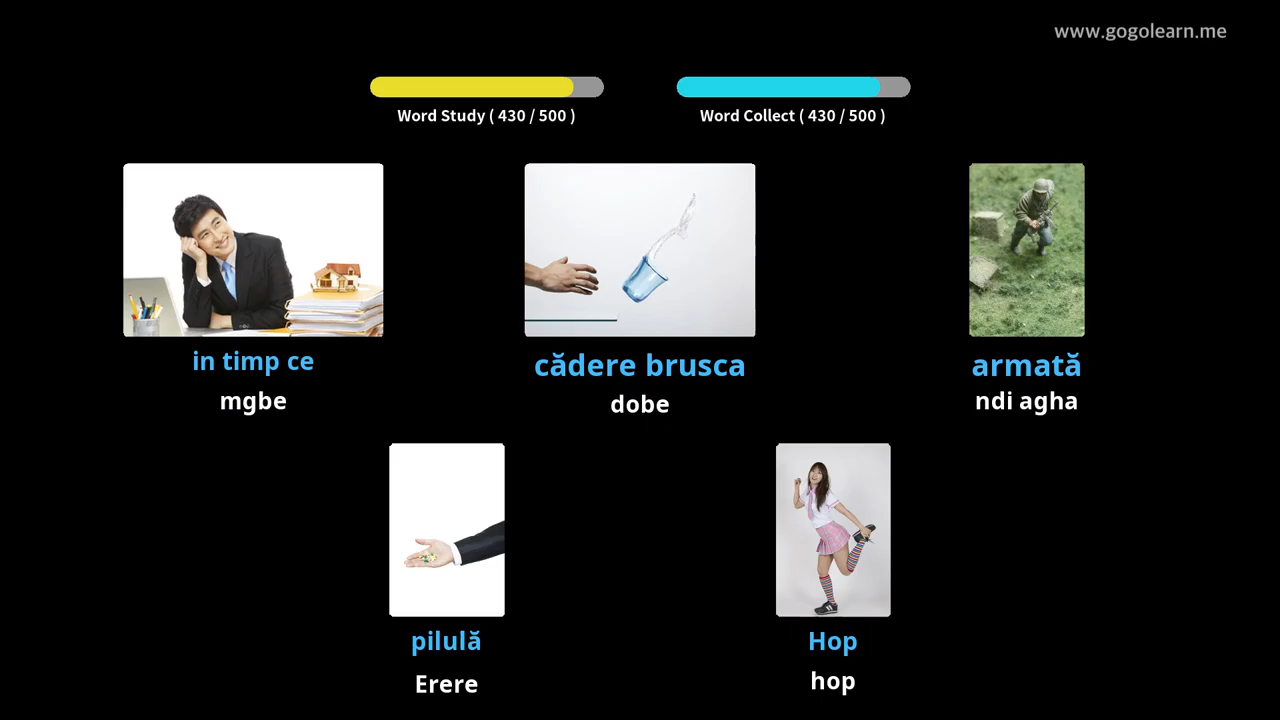 www.gogolearn.me
Word Study ( 430 / 500 )
Word Collect ( 430 / 500 )
in timp ce
mgbe
cădere brusca
dobe
armată
ndi agha
pilulă
Erere
Hop
hop